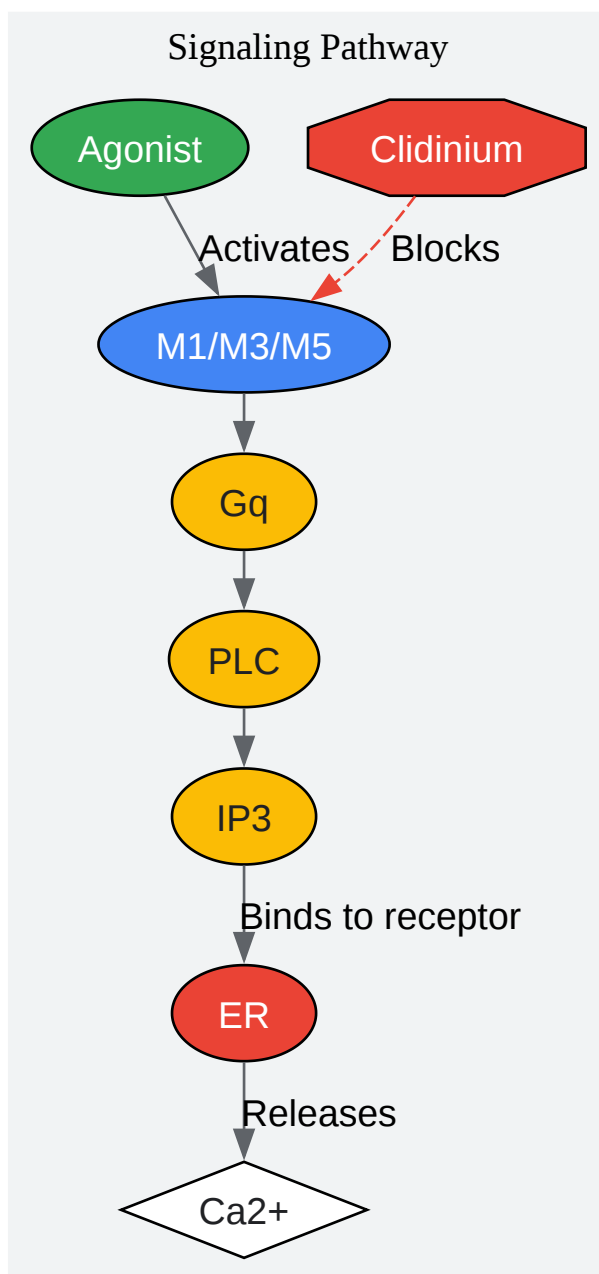 Signaling Pathway
Agonist
Clidinium
Activates
Blocks
M1/M3/M5
Gq
PLC
IP3
Binds to receptor
ER
Releases
Ca2+